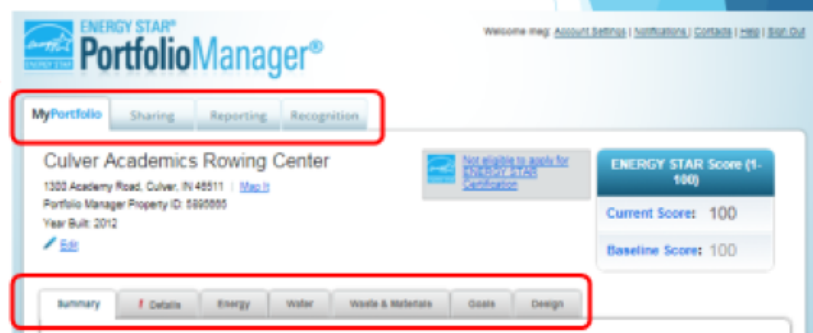 ENERGY STAR®
PortfolioManager®
Welcome meg: Account Settings | Notifications | Contacts | Help | Sign Out
MyPortfolio Sharing Reporting Recognition
Culver Academics Rowing Center
1300 Academy Road, Culver, IN 46511 | Map It
Portfolio Manager Property ID:
Year Built: 2012
Edit
Not eligible to apply for
ENERGY STAR
Certification
ENERGY STAR Score (1-
100)
Current Score: 100
Baseline Score: 100
Summary ! Details Energy Water Waste & Materials Goals Design